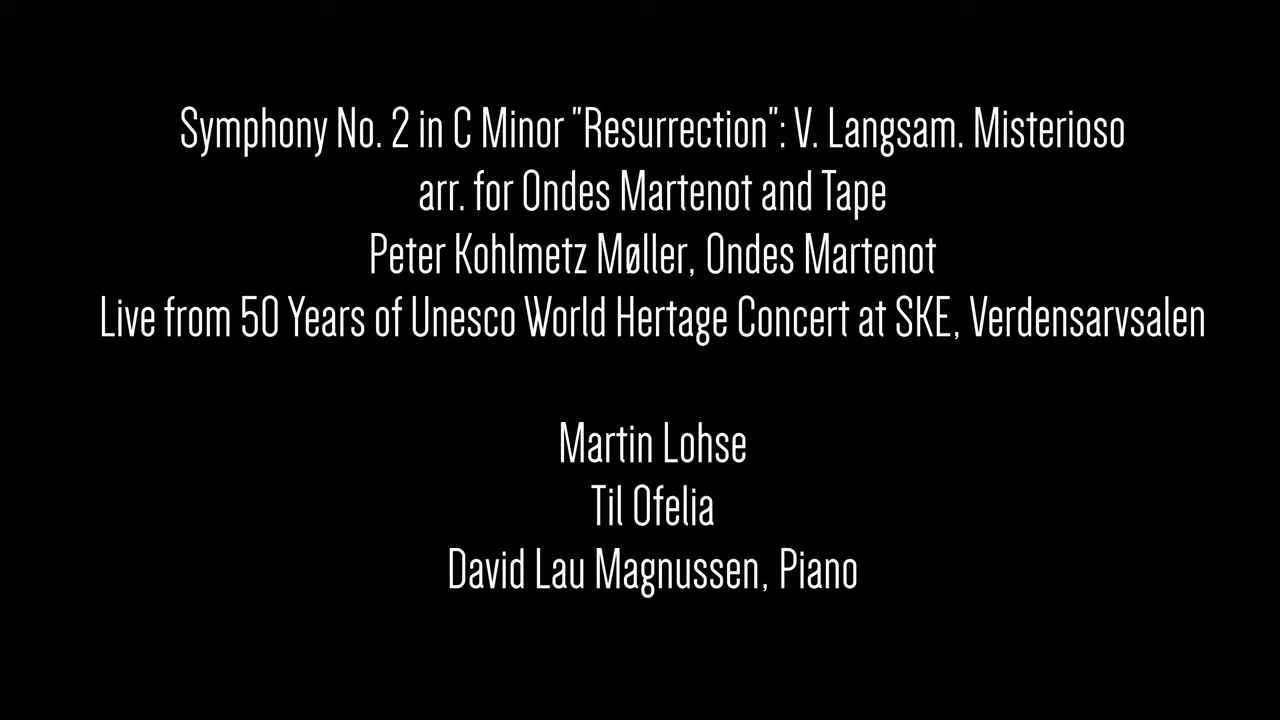 Symphony No. 2 in C Minor "Resurrection": V. Langsam. Misterioso
arr. for Ondes Martenot and Tape
Peter Kohlmetz Møller, Ondes Martenot
Live from 50 Years of Unesco World Hertage Concert at SKE, Verdensarvsalen
Martin Lohse
Til Ofelia
David Lau Magnussen, Piano